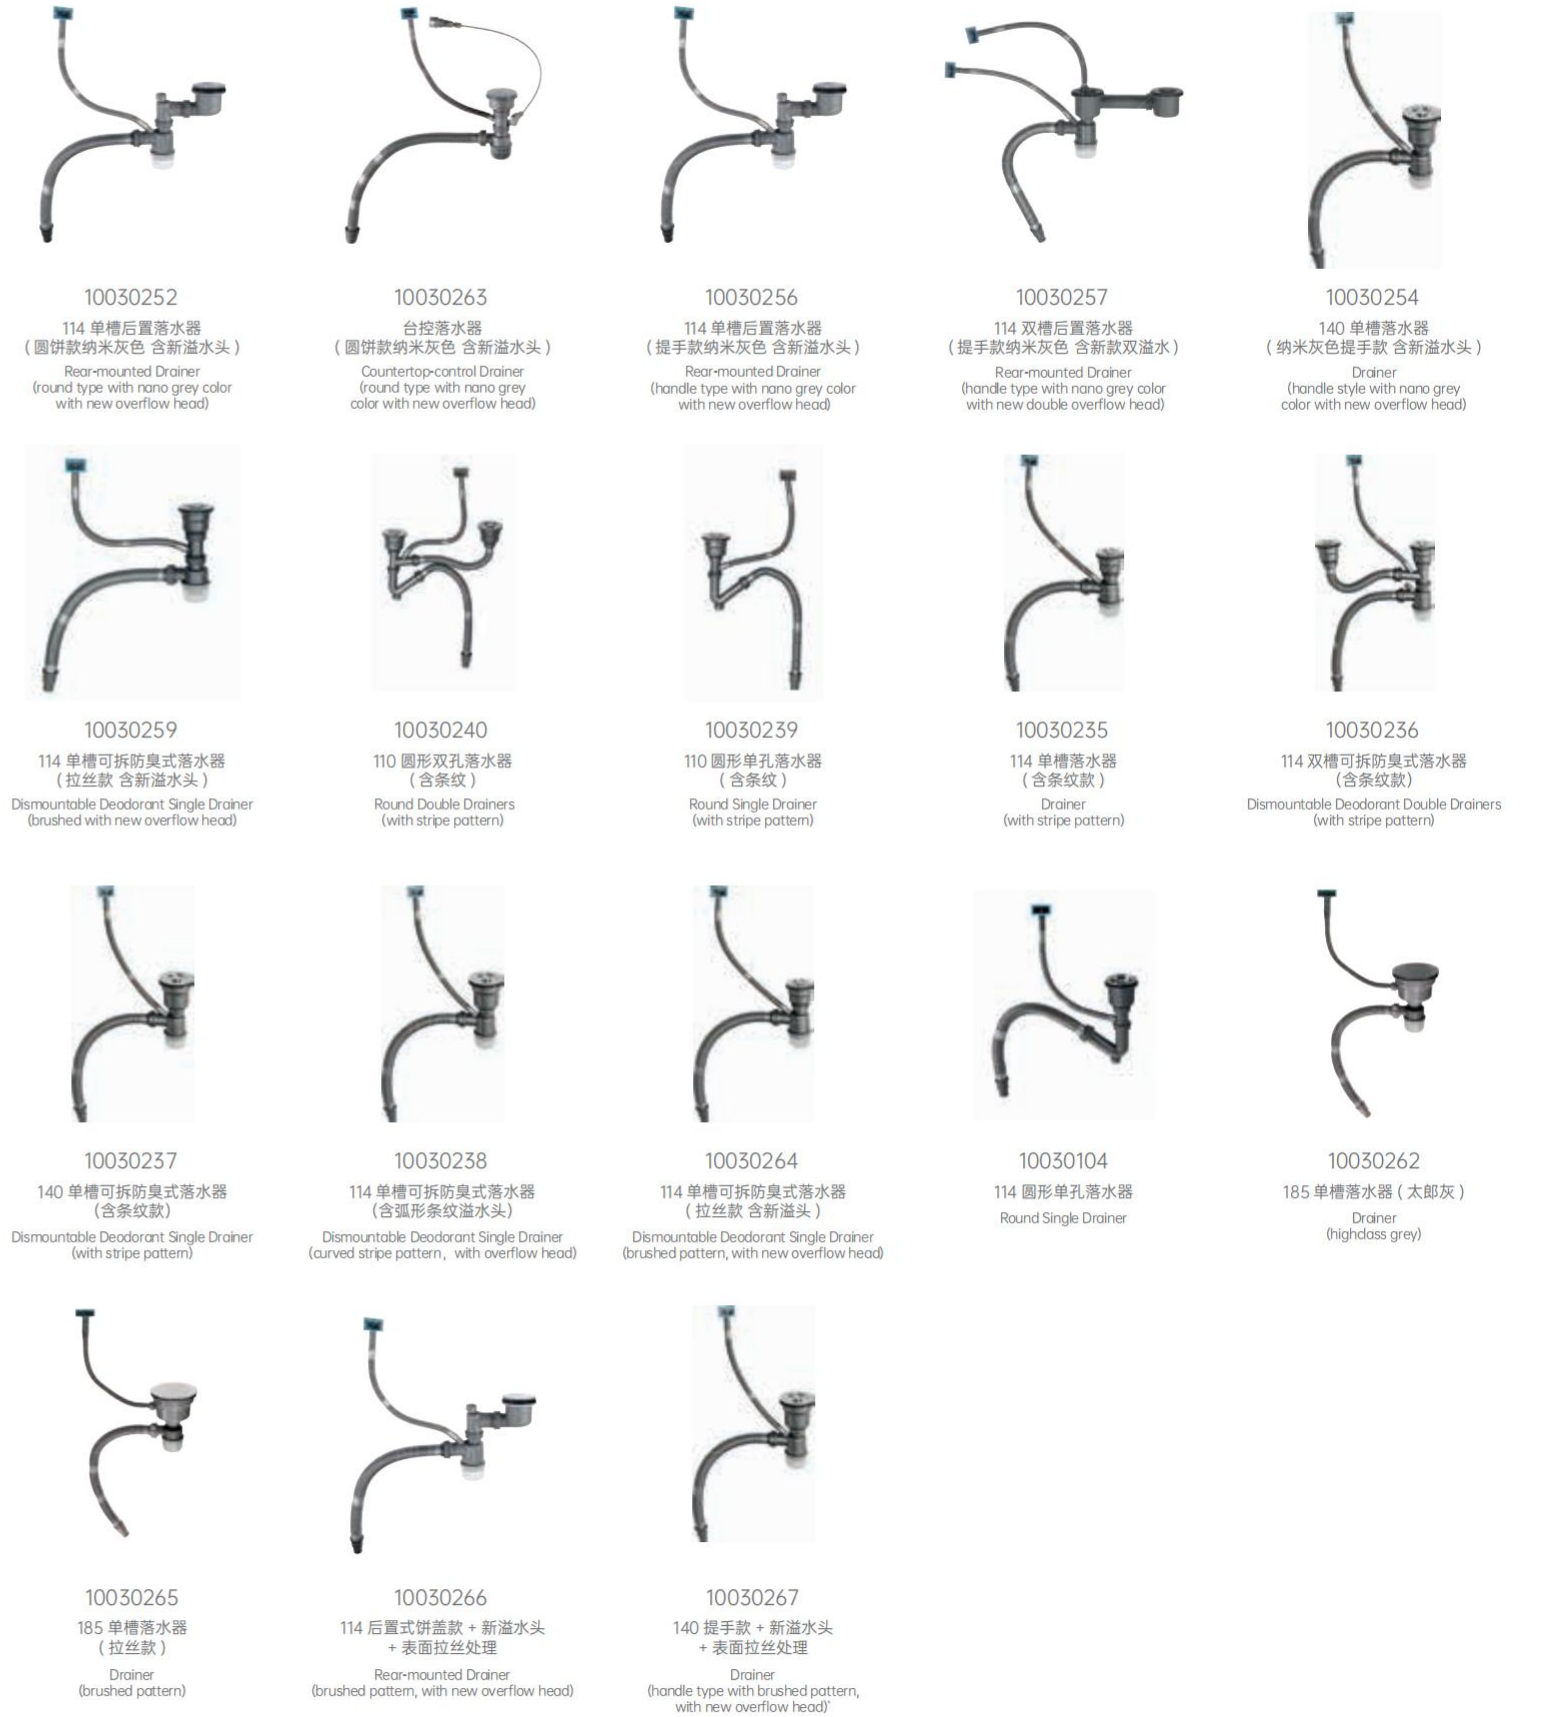 10030252
114 单槽后置落水器
( 圆饼款纳米灰色 含新溢水头 )
Rear-mounted Drainer
(round type with nano grey color
with new overflow head)
10030263
台控落水器
( 圆饼款纳米灰色 含新溢水头 )
Countertop-control Drainer
(round type with nano grey
color with new overflow head)
10030256
114 单槽后置落水器
( 提手款纳米灰色 含新溢水头 )
Rear-mounted Drainer
(handle type with nano grey color
with new overflow head)
10030257
114 双槽后置落水器
( 提手款纳米灰色 含新款双溢水 )
Rear-mounted Drainer
(handle type with nano grey color
with new double overflow head)
10030254
140 单槽落水器
( 纳米灰色提手款 含新溢水头 )
Drainer
(handle style with nano grey
color with new overflow head)
10030259
114 单槽可拆防臭式落水器
( 拉丝款 含新溢水头 )
Dismountable Deodorant Single Drainer
(brushed with new overflow head)
10030240
110 圆形双孔落水器
( 含条纹 )
Round Double Drainers
(with stripe pattern)
10030239
110 圆形单孔落水器
( 含条纹 )
Round Single Drainer
(with stripe pattern)
10030235
114 单槽落水器
( 含条纹款 )
Drainer
(with stripe pattern)
10030236
114 双槽可拆防臭式落水器
(含条纹款)
Dismountable Deodorant Double Drainers
(with stripe pattern)
10030237
140 单槽可拆防臭式落水器
(含条纹款)
Dismountable Deodorant Single Drainer
(with stripe pattern)
10030238
114 单槽可拆防臭式落水器
(含弧形条纹溢水头)
Dismountable Deodorant Single Drainer
(curved stripe pattern，with overflow head)
10030264
114 单槽可拆防臭式落水器
( 拉丝款 含新溢头 )
Dismountable Deodorant Single Drainer
(brushed pattern, with new overflow head)
10030104
114 圆形单孔落水器
Round Single Drainer
10030262
185 单槽落水器 ( 太郎灰 )
Drainer
(highclass grey)
10030265
185 单槽落水器
( 拉丝款 )
Drainer
(brushed pattern)
10030266
114 后置式饼盖款 + 新溢水头
+ 表面拉丝处理
Rear-mounted Drainer
(brushed pattern, with new overflow head)
10030267
140 提手款 + 新溢水头
+ 表面拉丝处理
Drainer
(handle type with brushed pattern,
with new overflow head)'